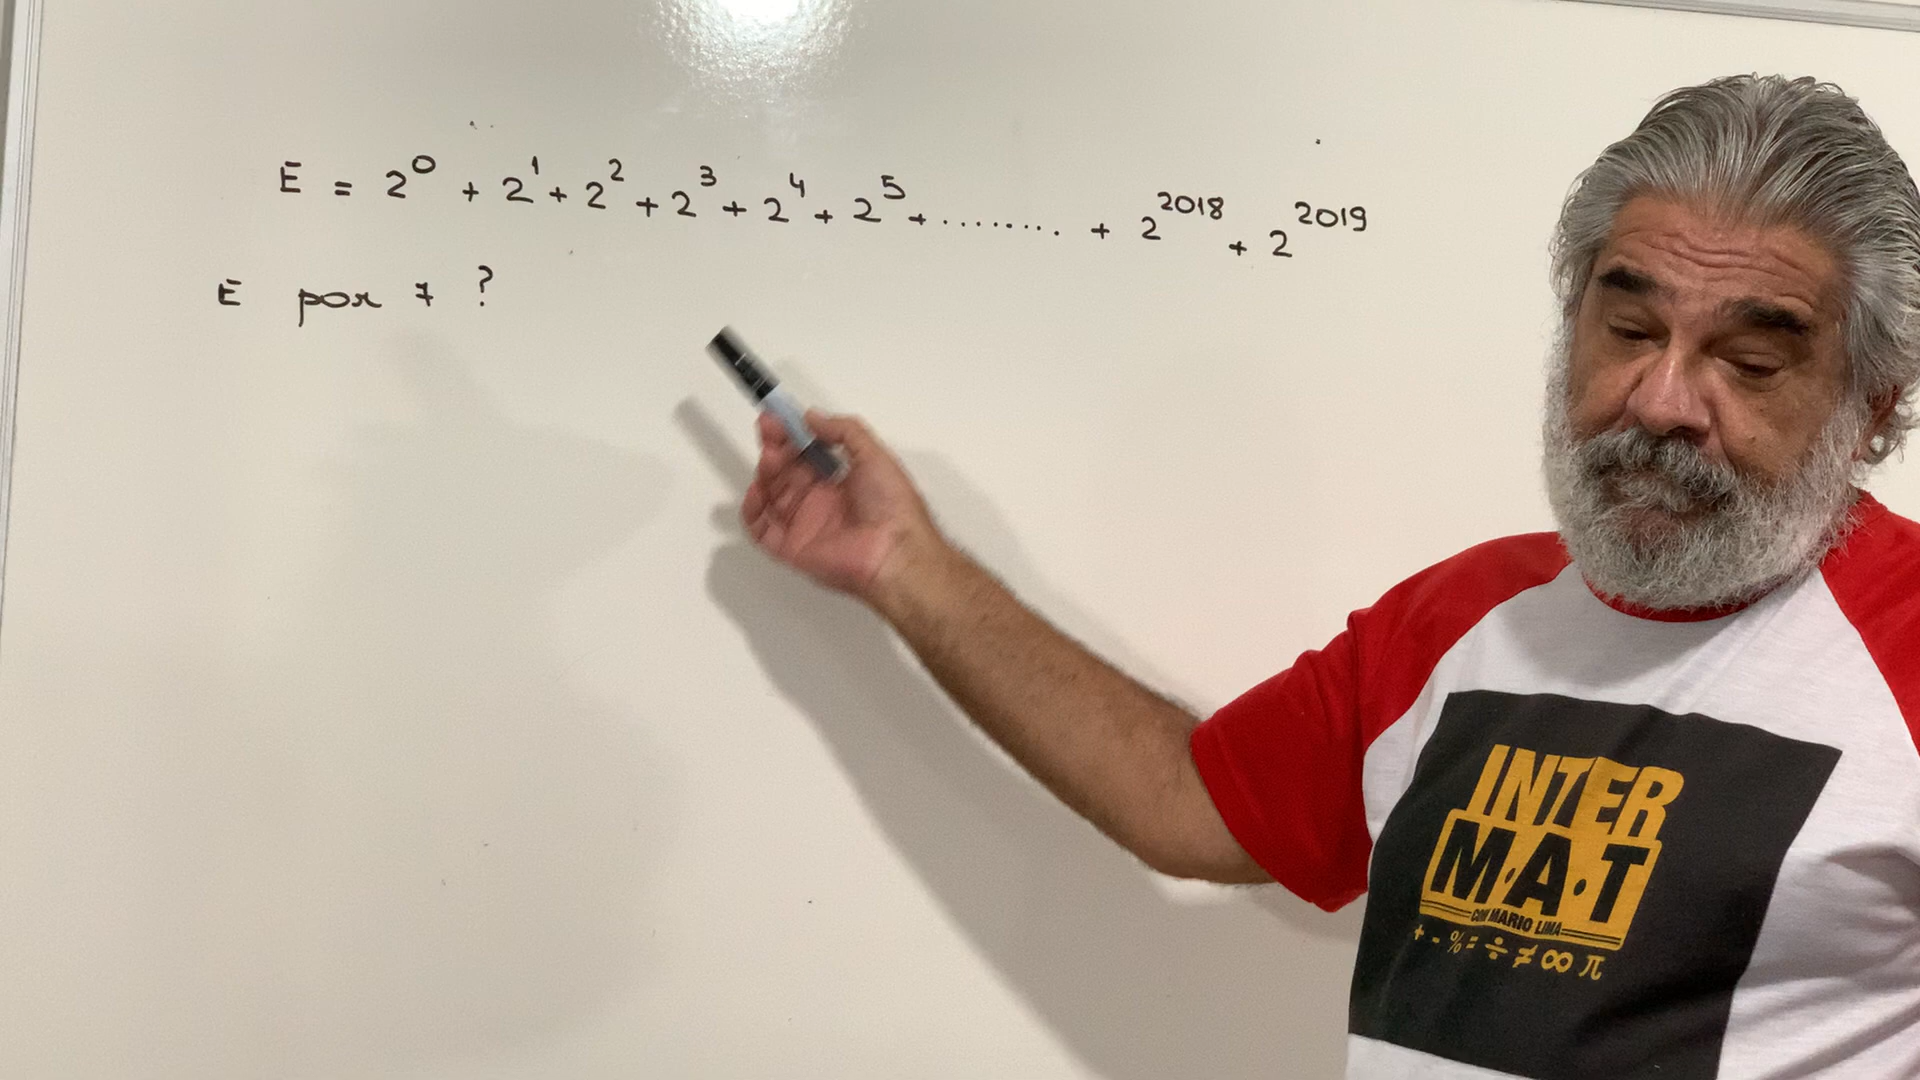 E = 2⁰ + 2¹ + 2² + 2³ + 2⁴ + 2⁵ + ........ + 2²⁰¹⁸ + 2²⁰¹⁹
E por 7 ?
INTER
M.A.T
COM MARIO LIMA
+ - % = ÷ ≠ ∞ π